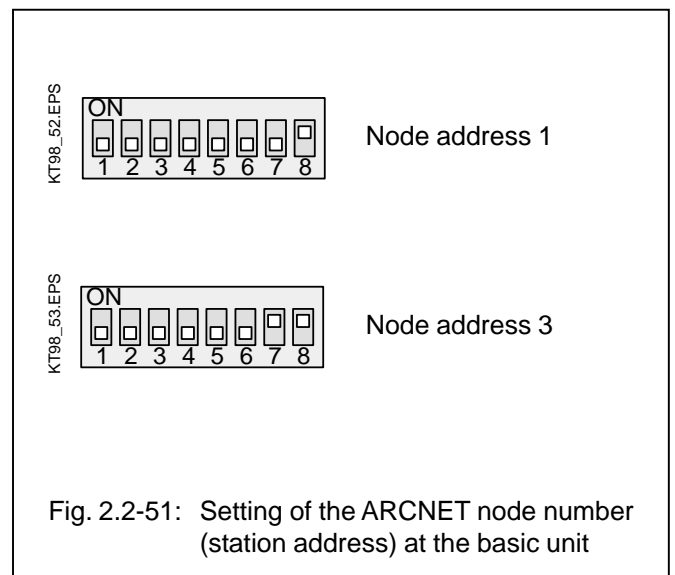 KT98_52.EPS
ON
1 2 3 4 5 6 7 8
Node address 1
KT98_53.EPS
ON
1 2 3 4 5 6 7 8
Node address 3
Fig. 2.2-51: Setting of the ARCNET node number
(station address) at the basic unit